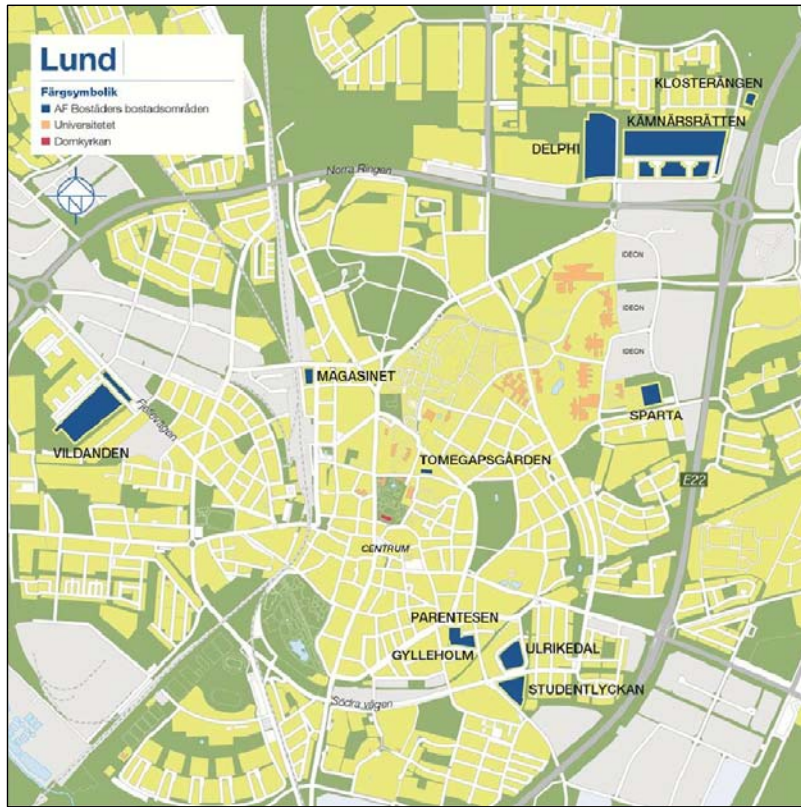 Lund
Färgsymbolik
AF Bostäders bostadsområden
Universitetet
Domkyrkan
KLOSTERÄNGEN
KÄMNÄRSRÄTTEN
DELPHI
Norra Ringen
IDEON
IDEON
IDEON
MAGASINET
SPARTA
Fjelievägen
VILDANDEN
TOMEGAPSGÅRDEN
E22
CENTRUM
PARENTESEN
GYLLEHOLM
ULRIKEDAL
STUDENTLYCKAN
Södra vägen